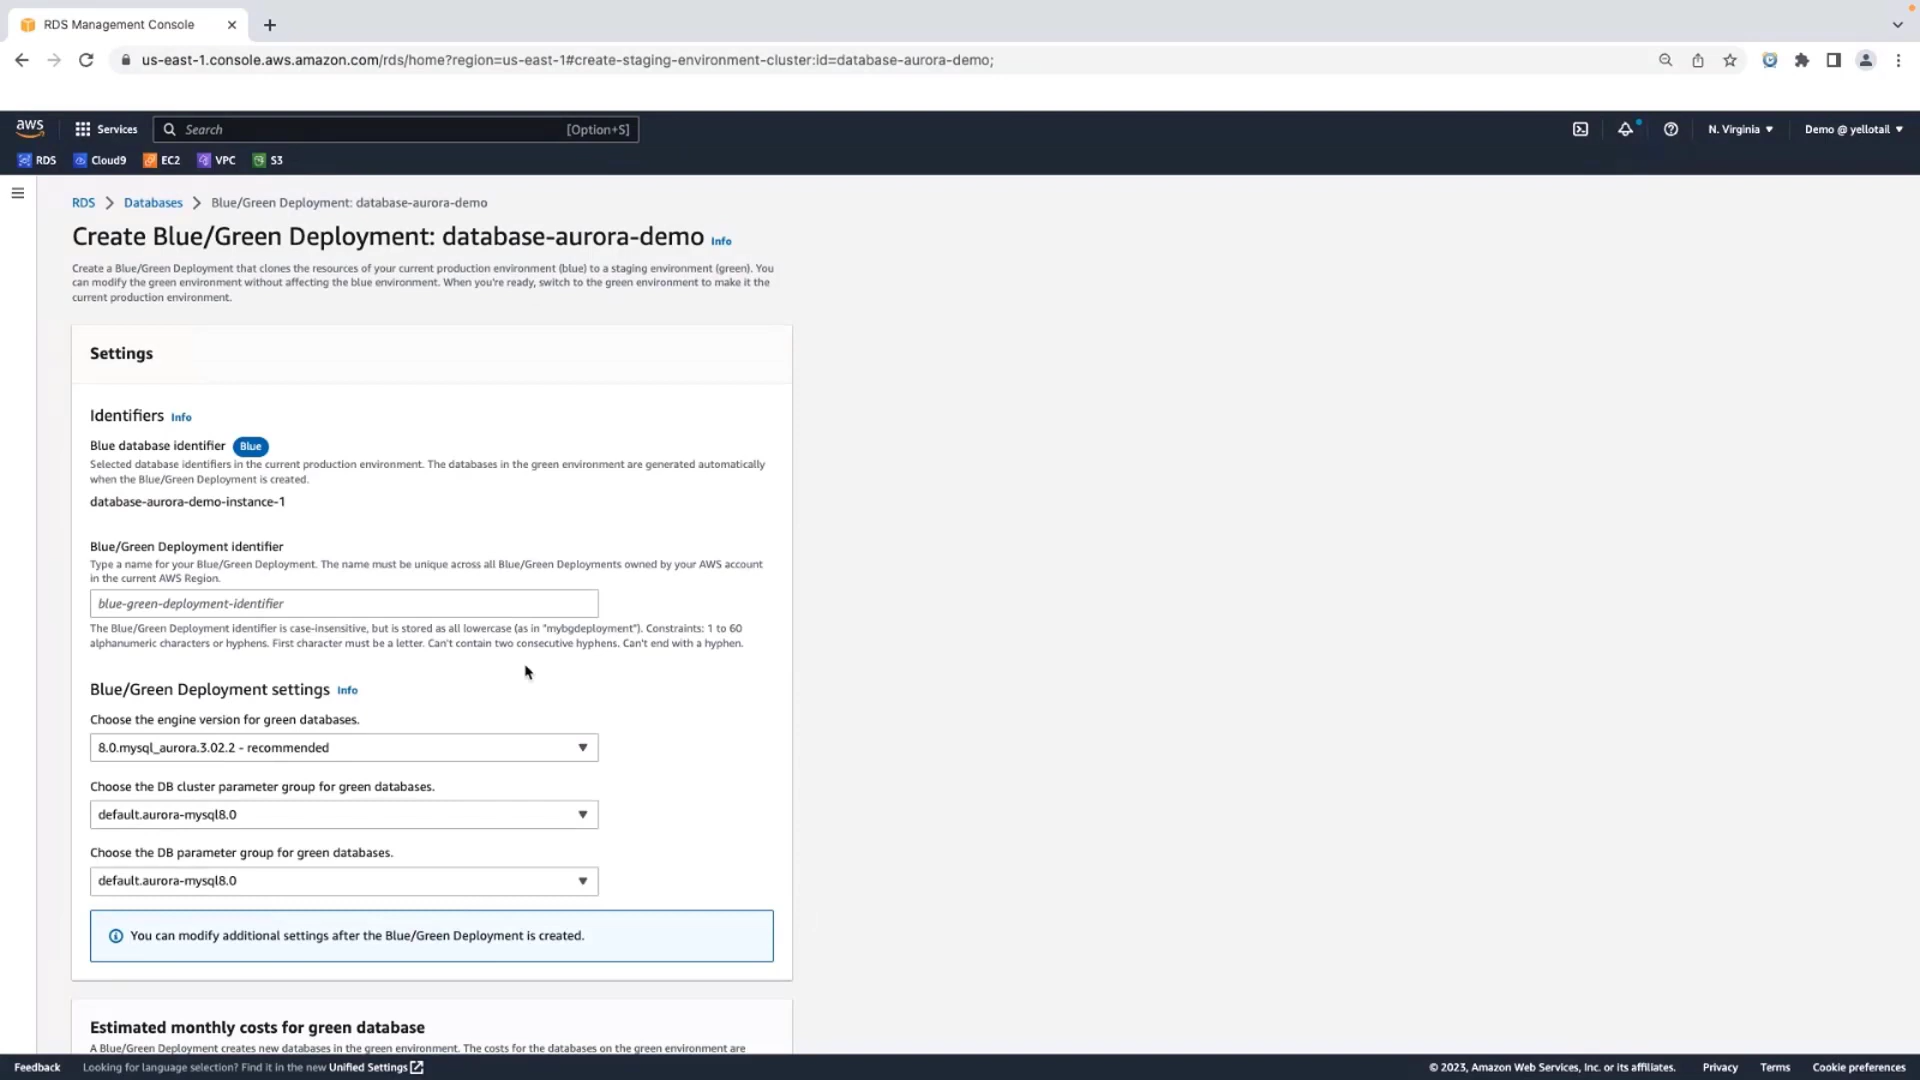 RDS Management Console
us-east-1.console.aws.amazon.com/rds/home?region=us-east-1#create-staging-environment-cluster:id=database-aurora-demo;
aws
Services
Search
[Option+S]
N. Virginia
Demo @ yellotail
RDS
Cloud9
EC2
VPC
S3
RDS
Databases
Blue/Green Deployment: database-aurora-demo
Create Blue/Green Deployment: database-aurora-demo Info
Create a Blue/Green Deployment that clones the resources of your current production environment (blue) to a staging environment (green). You
can modify the green environment without affecting the blue environment. When you're ready, switch to the green environment to make it the
current production environment.
Settings
Identifiers Info
Blue database identifier Blue
Selected database identifiers in the current production environment. The databases in the green environment are generated automatically
when the Blue/Green Deployment is created.
database-aurora-demo-instance-1
Blue/Green Deployment identifier
Type a name for your Blue/Green Deployment. The name must be unique across all Blue/Green Deployments owned by your AWS account
in the current AWS Region.
blue-green-deployment-identifier
The Blue/Green Deployment identifier is case-insensitive, but is stored as all lowercase (as in "mybgdeployment"). Constraints: 1 to 60
alphanumeric characters or hyphens. First character must be a letter. Can't contain two consecutive hyphens. Can't end with a hyphen.
Blue/Green Deployment settings Info
Choose the engine version for green databases.
8.0.mysql_aurora.3.02.2 - recommended
Choose the DB cluster parameter group for green databases.
default.aurora-mysql8.0
Choose the DB parameter group for green databases.
default.aurora-mysql8.0
You can modify additional settings after the Blue/Green Deployment is created.
Estimated monthly costs for green database
A Blue/Green Deployment creates new databases in the green environment. The costs for the databases on the green environment are
Feedback
Looking for language selection? Find it in the new Unified Settings
© 2023, Amazon Web Services, Inc. or its affiliates.
Privacy
Terms
Cookie preferences